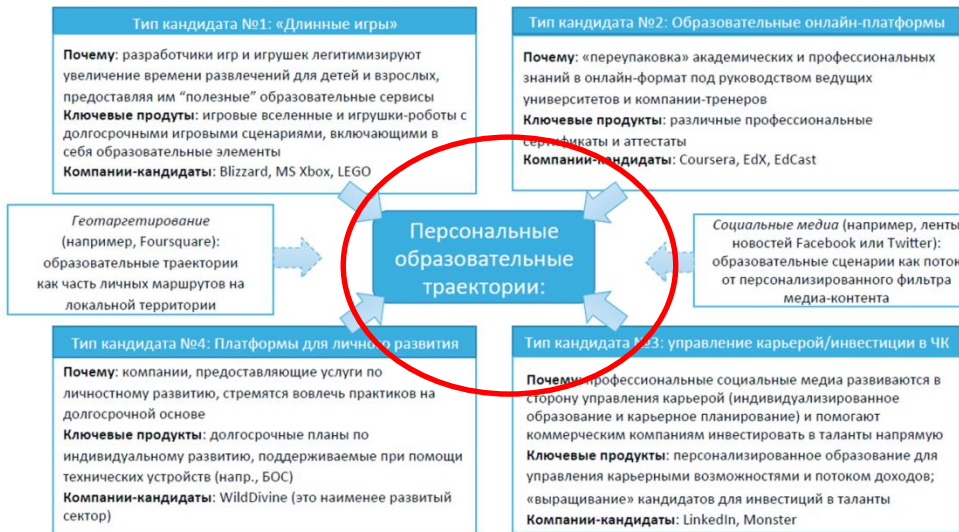 Тип кандидата №1: «Длинные игры»
Почему: разработчики игр и игрушек легитимизируют
увеличение времени развлечений для детей и взрослых,
предоставляя им “полезные” образовательные сервисы
Ключевые продуты: игровые вселенные и игрушки-роботы с
долгосрочными игровыми сценариями, включающими в
себя образовательные элементы
Компании-кандидаты: Blizzard, MS Xbox, LEGO
Тип кандидата №2: Образовательные онлайн-платформы
Почему: «переупаковка» академических и профессиональных
знаний в онлайн-формат под руководством ведущих
университетов и компании-тренеров
Ключевые продукты: различные профессиональные
сертификаты и аттестаты
Компании-кандидаты: Coursera, EdX, EdCast
Геотаргетирование
(например, Foursquare):
образовательные траектории
как часть личных маршрутов на
локальной территории
Персональные
образовательные
траектории:
Социальные медиа (например, ленты
новостей Facebook или Twitter):
образовательные сценарии как поток
от персонализированного фильтра
медиа-контента
Тип кандидата №4: Платформы для личного развития
Почему: компании, предоставляющие услуги по
личностному развитию, стремятся вовлечь практиков на
долгосрочной основе
Ключевые продукты: долгосрочные планы по
индивидуальному развитию, поддерживаемые при помощи
технических устройств (напр., БОС)
Компании-кандидаты: WildDivine (это наименее развитый
сектор)
Тип кандидата №3: управление карьерой/инвестиции в ЧК
Почему: профессиональные социальные медиа развиваются в
сторону управления карьерой (индивидуализированное
образование и карьерное планирование) и помогают
коммерческим компаниям инвестировать в таланты напрямую
Ключевые продукты: персонализированное образование для
управления карьерными возможностями и потоком доходов;
«выращивание» кандидатов для инвестиций в таланты
Компании-кандидаты: LinkedIn, Monster